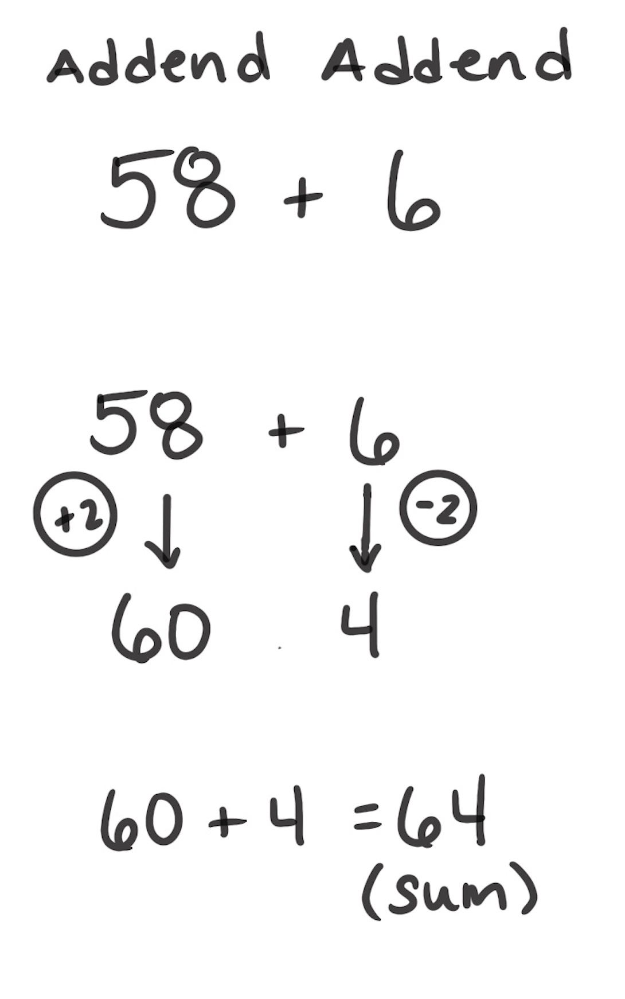 Addend Addend
58 + 6
58 + 6
+2 -2
60 4
60 + 4 = 64
(sum)